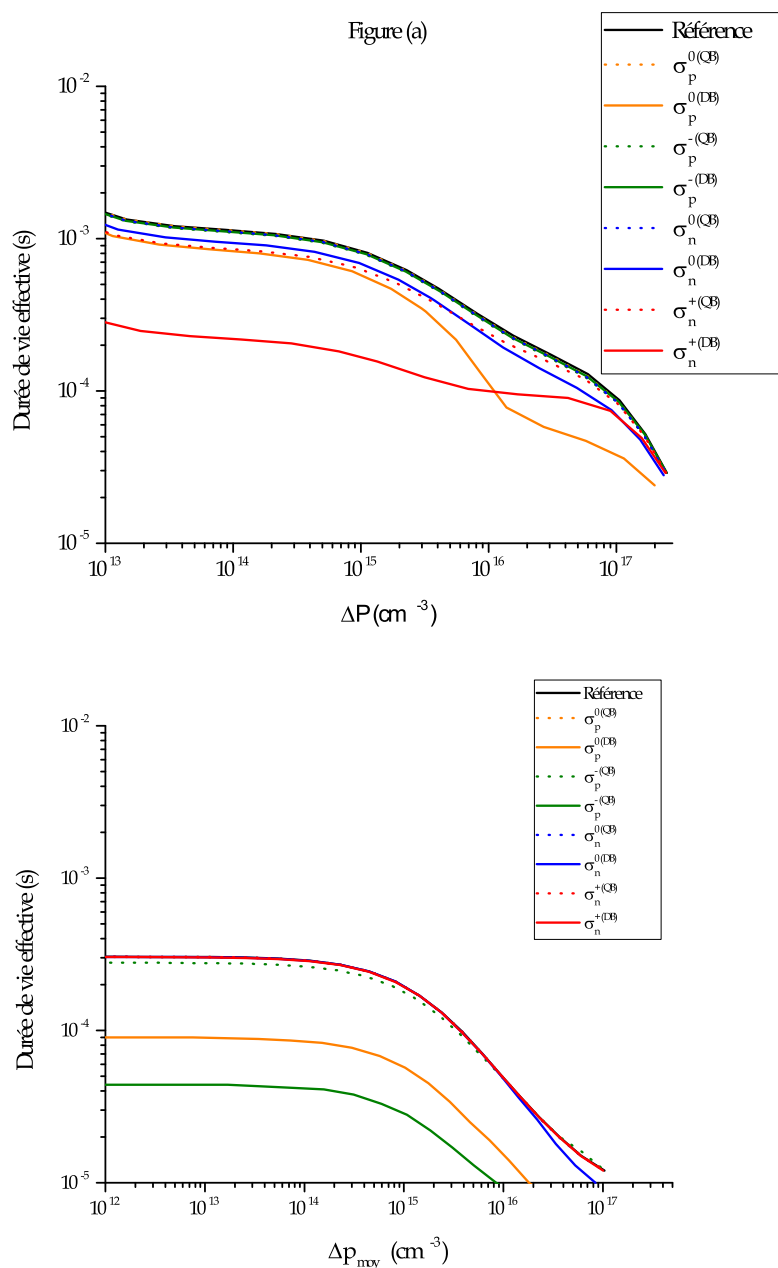 Figure (a)
Référence
σp0(QB)
σp0(DB)
σp-(QB)
σp-(DB)
σn0(QB)
σn0(DB)
σn+(QB)
σn+(DB)
Durée de vie effective (s)
10-2
10-3
10-4
10-5
1013
1014
1015
1016
1017
ΔP (cm-3)
Référence
σp0(QB)
σp0(DB)
σp-(QB)
σp-(QB)
σn0(QB)
σn0(DB)
σn+(QB)
σn+(DB)
Durée de vie effective (s)
10-2
10-3
10-4
10-5
1012
1013
1014
1015
1016
1017
Δpmoy (cm-3)